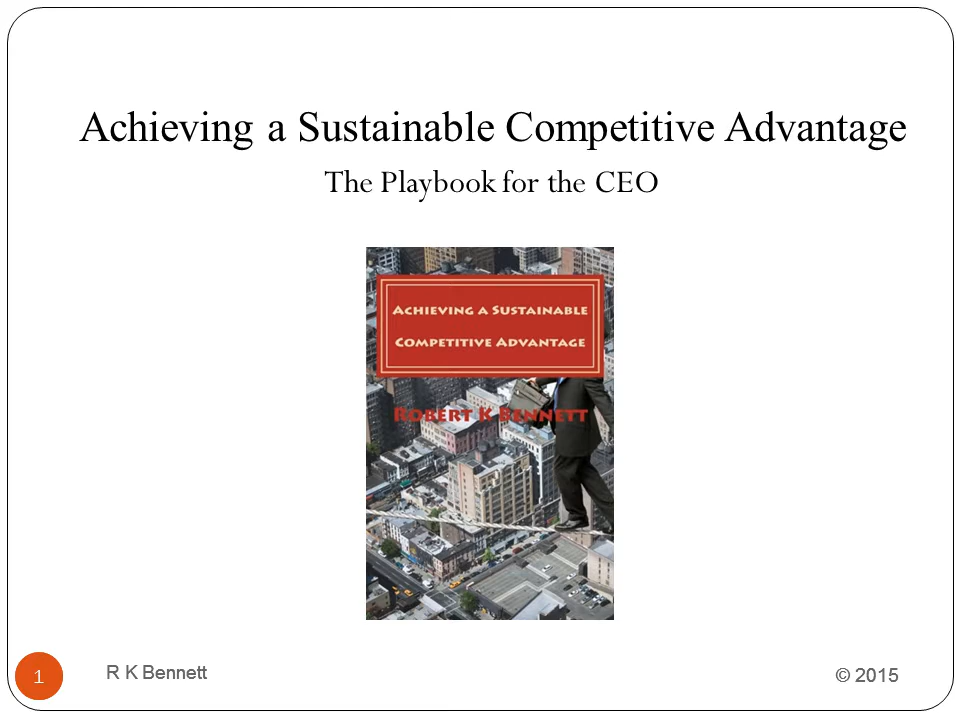 Achieving a Sustainable Competitive Advantage
The Playbook for the CEO
ACHIEVING A SUSTAINABLE
COMPETITIVE ADVANTAGE
ROBERT K BENNETT
1
R K Bennett
© 2015